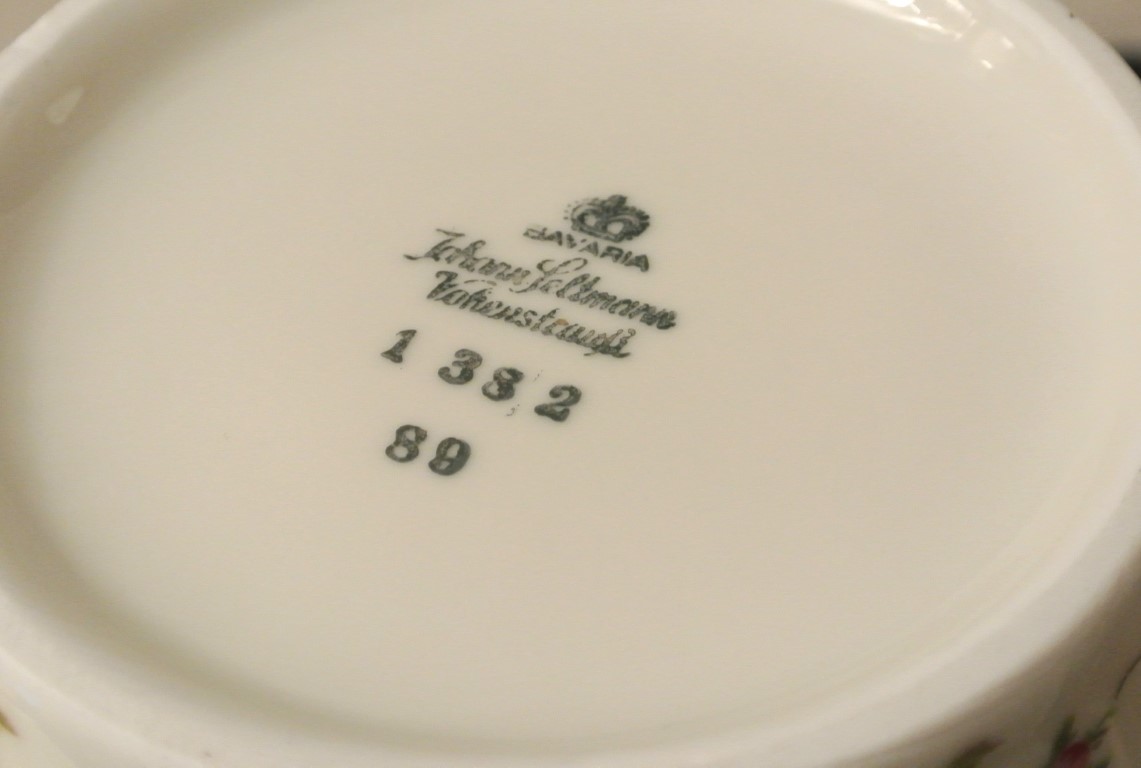 BAVARIA
Johann Seltmann
Vohenstrauß
1 382
89